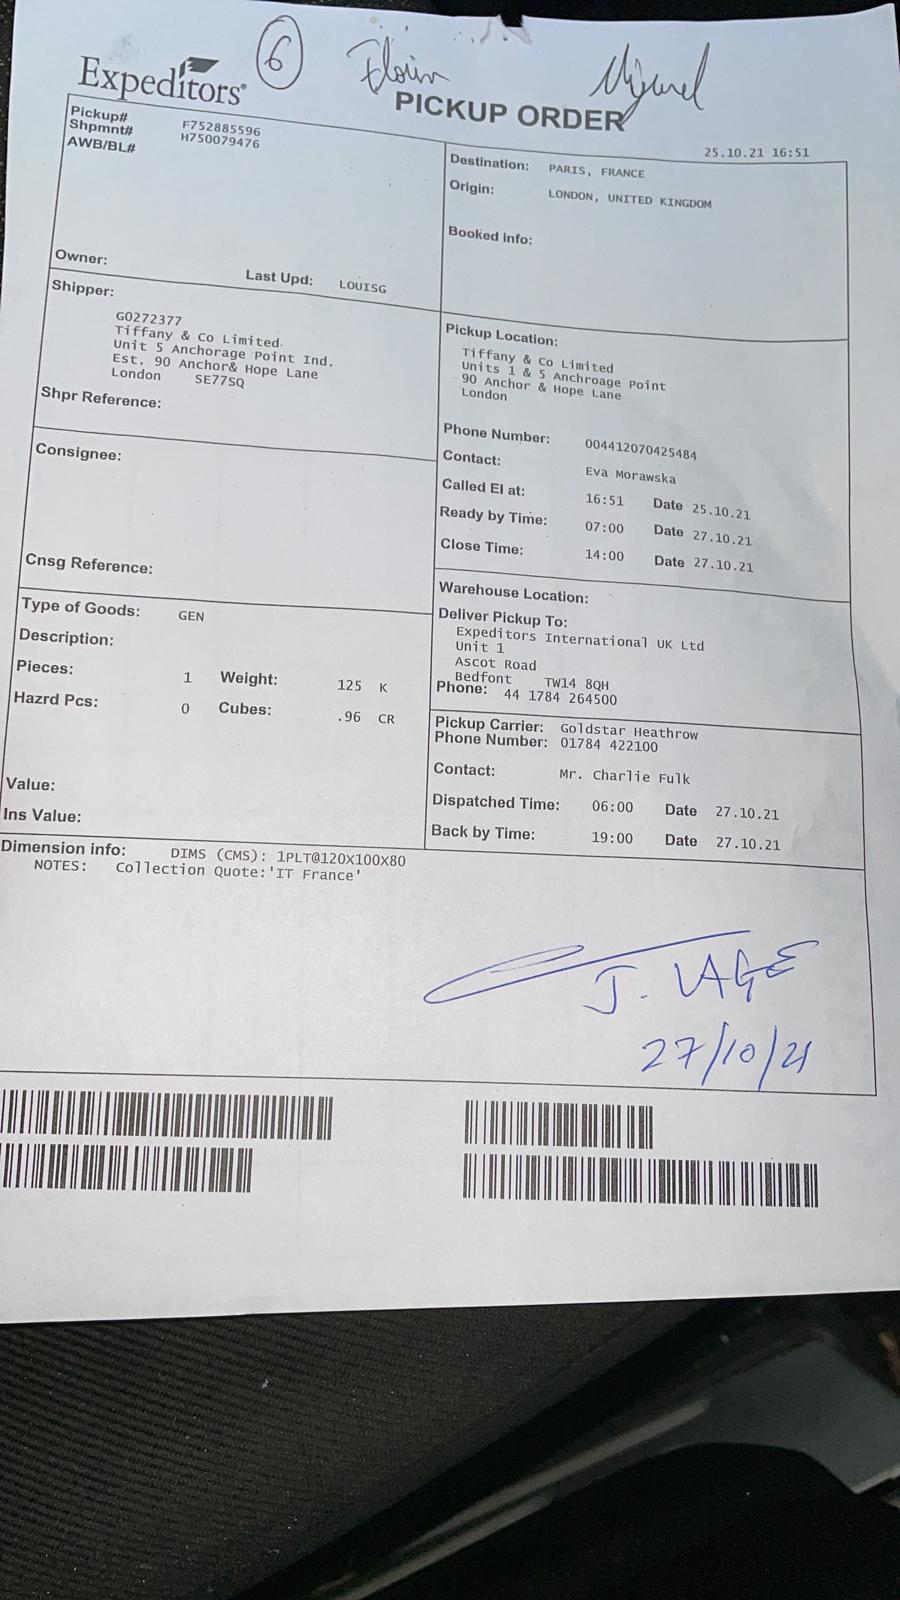 6 Florin Miguel
Expeditors®
PICKUP ORDER
25.10.21 16:51
Pickup# F752885596
Shpmnt# H750079476
AWB/BL#
Owner:
Last Upd: LOUISG
Destination: PARIS, FRANCE
Origin: LONDON, UNITED KINGDOM
Booked info:
Shipper:
G0272377
Tiffany & Co Limited.
Unit 5 Anchorage Point Ind.
Est. 90 Anchor& Hope Lane
London SE77SQ
Shpr Reference:
Pickup Location:
Tiffany & Co Limited
Units 1 & 5 Anchroage Point
90 Anchor & Hope Lane
London
Phone Number: 004412070425484
Contact: Eva Morawska
Called EI at: 16:51 Date 25.10.21
Ready by Time: 07:00 Date 27.10.21
Close Time: 14:00 Date 27.10.21
Consignee:
Cnsg Reference:
Warehouse Location:
Deliver Pickup To:
Expeditors International UK Ltd
Unit 1
Ascot Road
Bedfont TW14 8QH
Phone: 44 1784 264500
Type of Goods: GEN
Description:
Pieces: 1 Weight: 125 K
Hazrd Pcs: 0 Cubes: .96 CR
Value:
Ins Value:
Pickup Carrier: Goldstar Heathrow
Phone Number: 01784 422100
Contact: Mr. Charlie Fulk
Dispatched Time: 06:00 Date 27.10.21
Back by Time: 19:00 Date 27.10.21
Dimension info: DIMS (CMS): 1PLT@120X100X80
NOTES: Collection Quote:'IT France'
J. LAGE
27/10/21